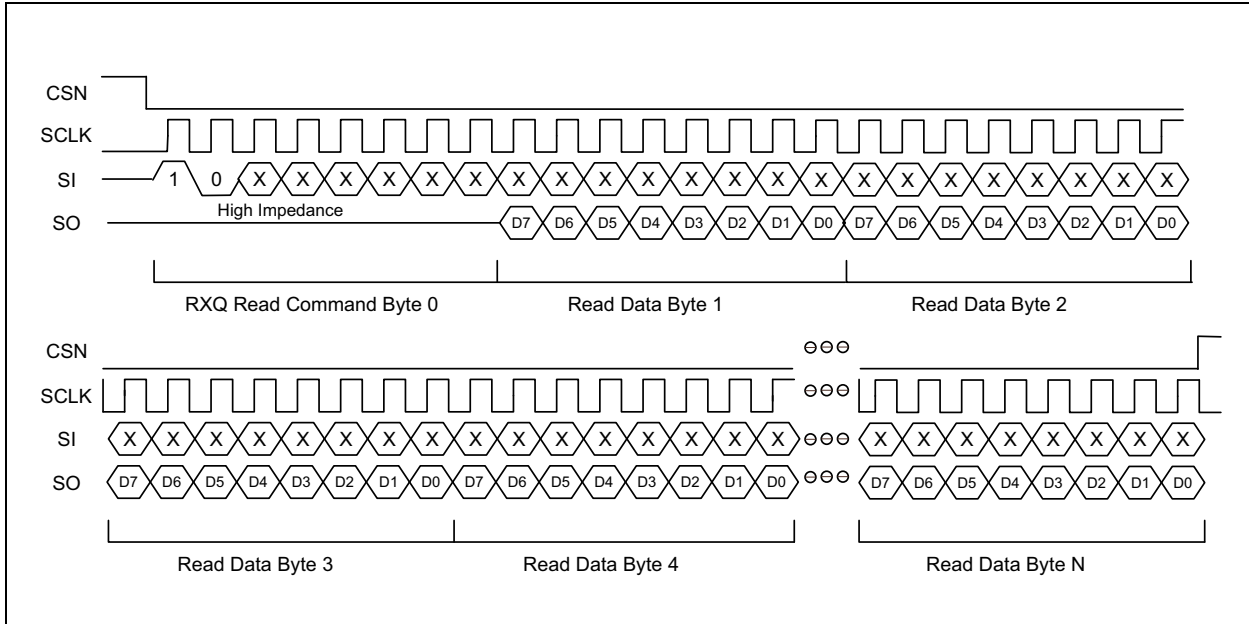 CSN
SCLK
SI 1 0 X X X X X X X X X X X X X X X X X X X X X X
High Impedance
SO D7 D6 D5 D4 D3 D2 D1 D0 D7 D6 D5 D4 D3 D2 D1 D0
RXQ Read Command Byte 0 Read Data Byte 1 Read Data Byte 2
CSN
SCLK
SI X X X X X X X X X X X X X X X X X X X X X X X X
SO D7 D6 D5 D4 D3 D2 D1 D0 D7 D6 D5 D4 D3 D2 D1 D0 D7 D6 D5 D4 D3 D2 D1 D0
Read Data Byte 3 Read Data Byte 4 Read Data Byte N